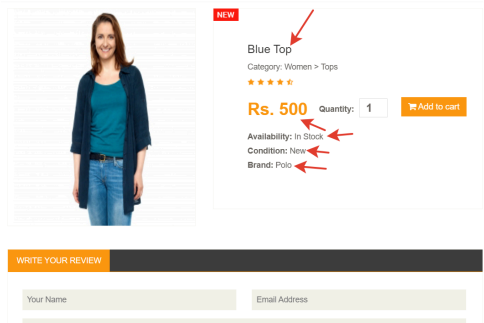 NEW
Blue Top
Category: Women > Tops
Rs. 500 Quantity: 1 Add to cart
Availability: In Stock
Condition: New
Brand: Polo
WRITE YOUR REVIEW
Your Name Email Address